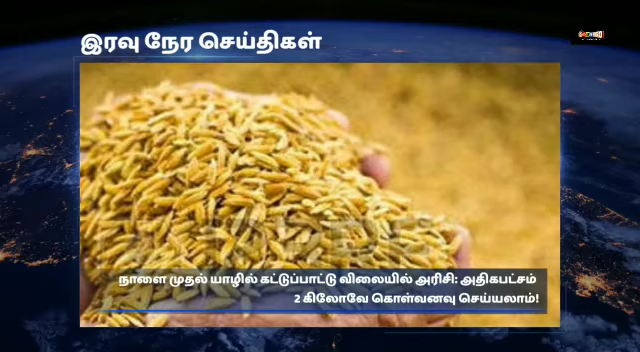 இரவு நேர செய்திகள்
நாளை முதல் யாழில் கட்டுப்பாட்டு விலையில் அரிசி: அதிகபட்சம்
2 கிலோவே கொள்வனவு செய்யலாம்!